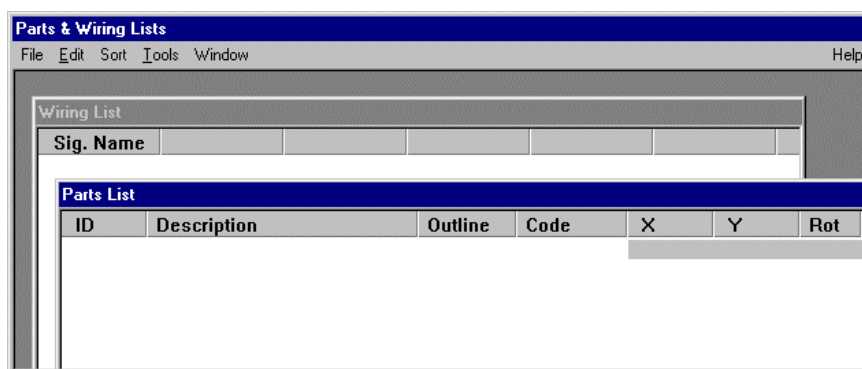 Parts & Wiring Lists
File Edit Sort Tools Window Help
Wiring List
Sig. Name
Parts List
ID Description Outline Code X Y Rot